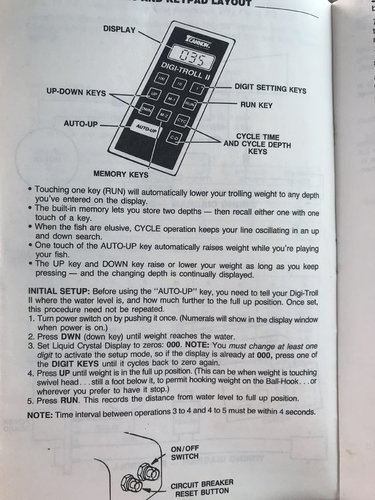 AND KEYPAD LAYOUT
DISPLAY
CANNON
035
DIGI-TROLL II
100 10 1
UP M-1 RUN
DWN M-2 CYC
AUTO-UP C-D
DIGIT SETTING KEYS
UP-DOWN KEYS
RUN KEY
AUTO-UP
CYCLE TIME
AND CYCLE DEPTH
KEYS
MEMORY KEYS
• Touching one key (RUN) will automatically lower your trolling weight to any depth
you've entered on the display.
• The built-in memory lets you store two depths — then recall either one with one
touch of a key.
• When the fish are elusive, CYCLE operation keeps your line oscillating in an up
and down search.
• One touch of the AUTO-UP key automatically raises weight while you're playing
your fish.
• The UP key and DOWN key raise or lower your weight as long as you keep
pressing — and the changing depth is continually displayed.
INITIAL SETUP: Before using the "AUTO-UP" key, you need to tell your Digi-Troll
II where the water level is, and how much further to the full up position. Once set,
this procedure need not be repeated.
1. Turn power switch on by pushing it once. (Numerals will show in the display window
when power is on.)
2. Press DWN (down key) until weight reaches the water.
3. Set Liquid Crystal Display to zeros: 000. NOTE: You must change at least one
digit to activate the setup mode, so if the display is already at 000, press one of
the DIGIT KEYS until it cycles back to zero again.
4. Press UP until weight is in the full up position. (This can be when weight is touching
swivel head . . . still a foot below it, to permit hooking weight on the Ball-Hook . . . or
wherever you prefer to have it stop.)
5. Press RUN. This records the distance from water level to full up position.
NOTE: Time interval between operations 3 to 4 and 4 to 5 must be within 4 seconds.
ON/OFF
SWITCH
CIRCUIT BREAKER
RESET BUTTON